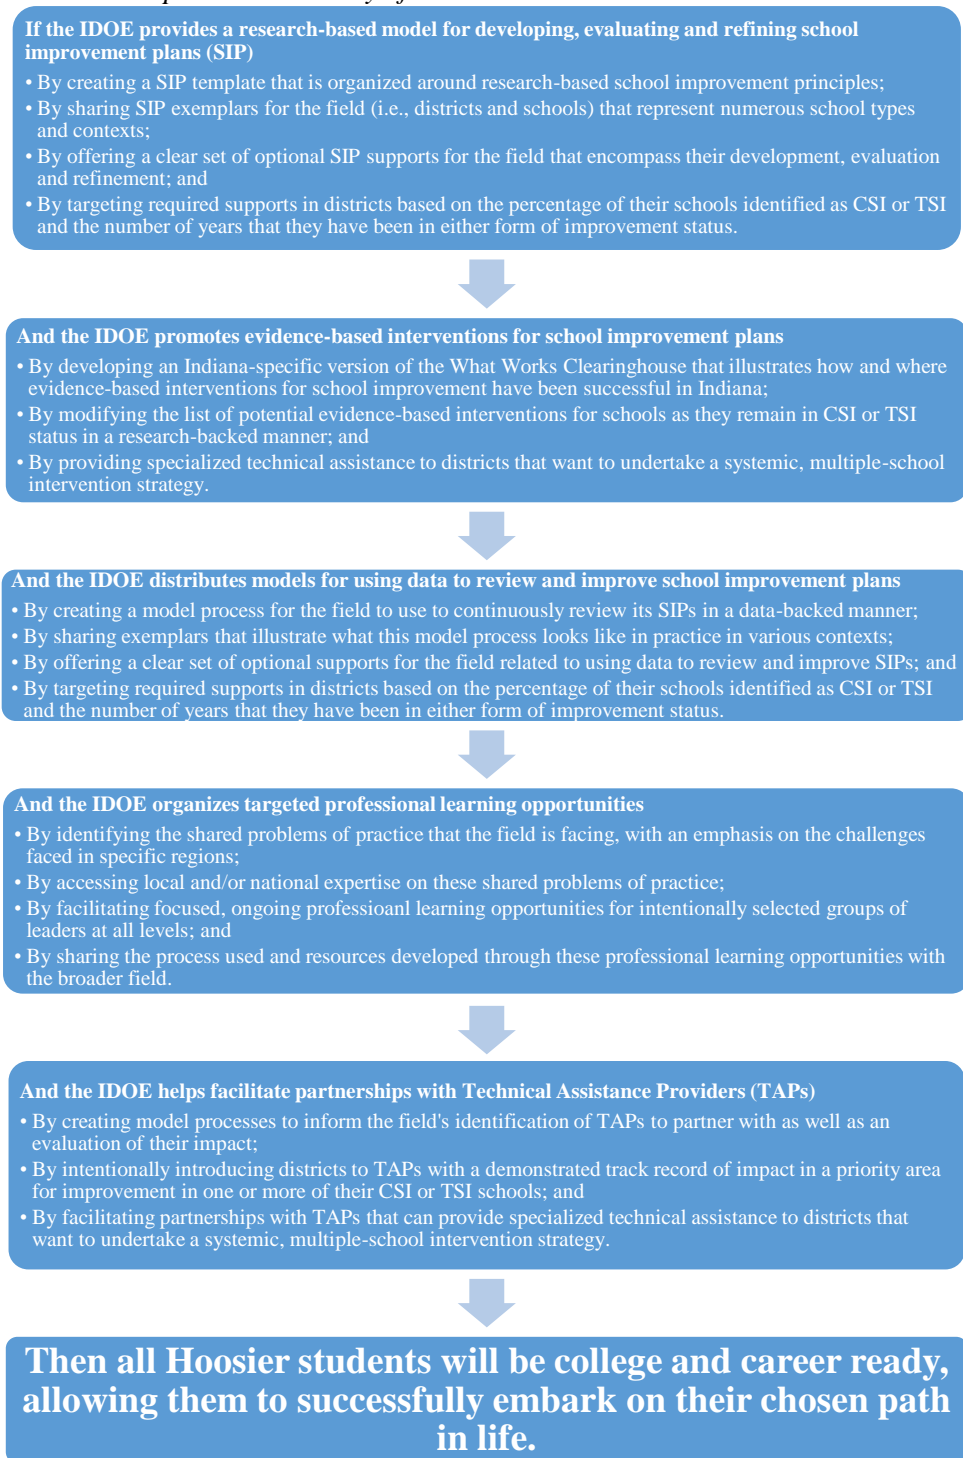 If the IDOE provides a research-based model for developing, evaluating and refining school
improvement plans (SIP)
• By creating a SIP template that is organized around research-based school improvement principles;
• By sharing SIP exemplars for the field (i.e., districts and schools) that represent numerous school types
and contexts;
• By offering a clear set of optional SIP supports for the field that encompass their development, evaluation
and refinement; and
• By targeting required supports in districts based on the percentage of their schools identified as CSI or TSI
and the number of years that they have been in either form of improvement status.
And the IDOE promotes evidence-based interventions for school improvement plans
• By developing an Indiana-specific version of the What Works Clearinghouse that illustrates how and where
evidence-based interventions for school improvement have been successful in Indiana;
• By modifying the list of potential evidence-based interventions for schools as they remain in CSI or TSI
status in a research-backed manner; and
• By providing specialized technical assistance to districts that want to undertake a systemic, multiple-school
intervention strategy.
And the IDOE distributes models for using data to review and improve school improvement plans
• By creating a model process for the field to use to continuously review its SIPs in a data-backed manner;
• By sharing exemplars that illustrate what this model process looks like in practice in various contexts;
• By offering a clear set of optional supports for the field related to using data to review and improve SIPs; and
• By targeting required supports in districts based on the percentage of their schools identified as CSI or TSI
and the number of years that they have been in either form of improvement status.
And the IDOE organizes targeted professional learning opportunities
• By identifying the shared problems of practice that the field is facing, with an emphasis on the challenges
faced in specific regions;
• By accessing local and/or national expertise on these shared problems of practice;
• By facilitating focused, ongoing professioanl learning opportunities for intentionally selected groups of
leaders at all levels; and
• By sharing the process used and resources developed through these professional learning opportunities with
the broader field.
And the IDOE helps facilitate partnerships with Technical Assistance Providers (TAPs)
• By creating model processes to inform the field's identification of TAPs to partner with as well as an
evaluation of their impact;
• By intentionally introducing districts to TAPs with a demonstrated track record of impact in a priority area
for improvement in one or more of their CSI or TSI schools; and
• By facilitating partnerships with TAPs that can provide specialized technical assistance to districts that
want to undertake a systemic, multiple-school intervention strategy.
Then all Hoosier students will be college and career ready,
allowing them to successfully embark on their chosen path
in life.